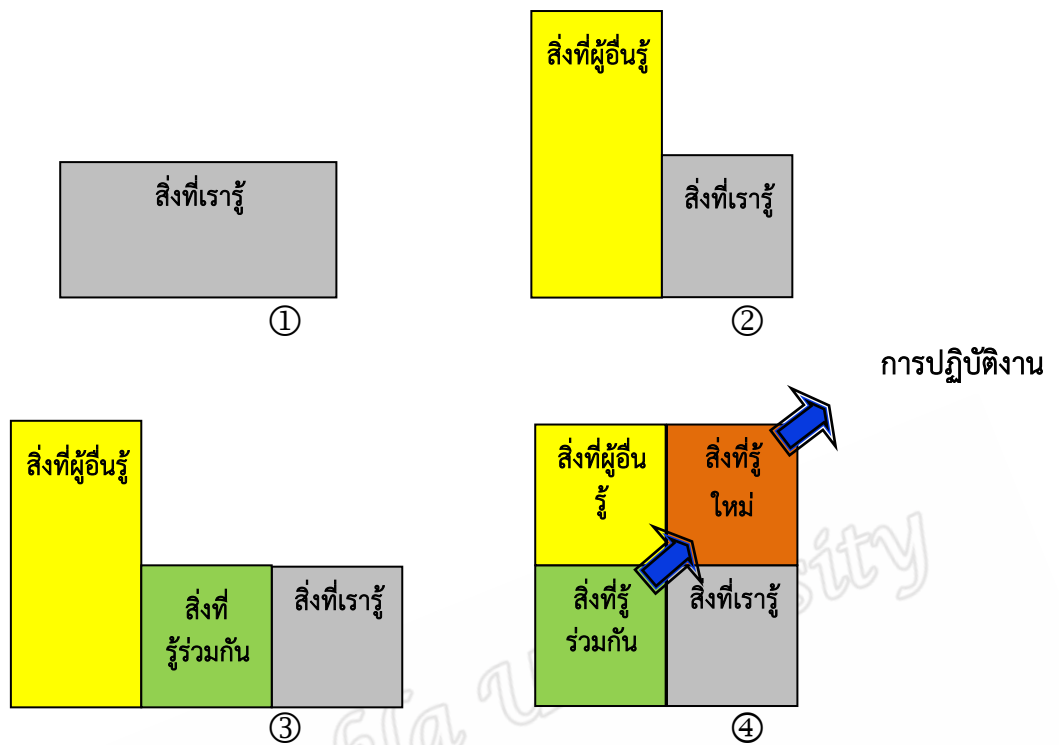 สิ่งที่เรารู้
①
สิ่งที่ผู้อื่นรู้
สิ่งที่เรารู้
②
สิ่งที่ผู้อื่นรู้
สิ่งที่
รู้ร่วมกัน
สิ่งที่เรารู้
③
การปฏิบัติงาน
สิ่งที่ผู้อื่น
รู้
สิ่งที่รู้
ใหม่
สิ่งที่รู้
ร่วมกัน
สิ่งที่เรารู้
④